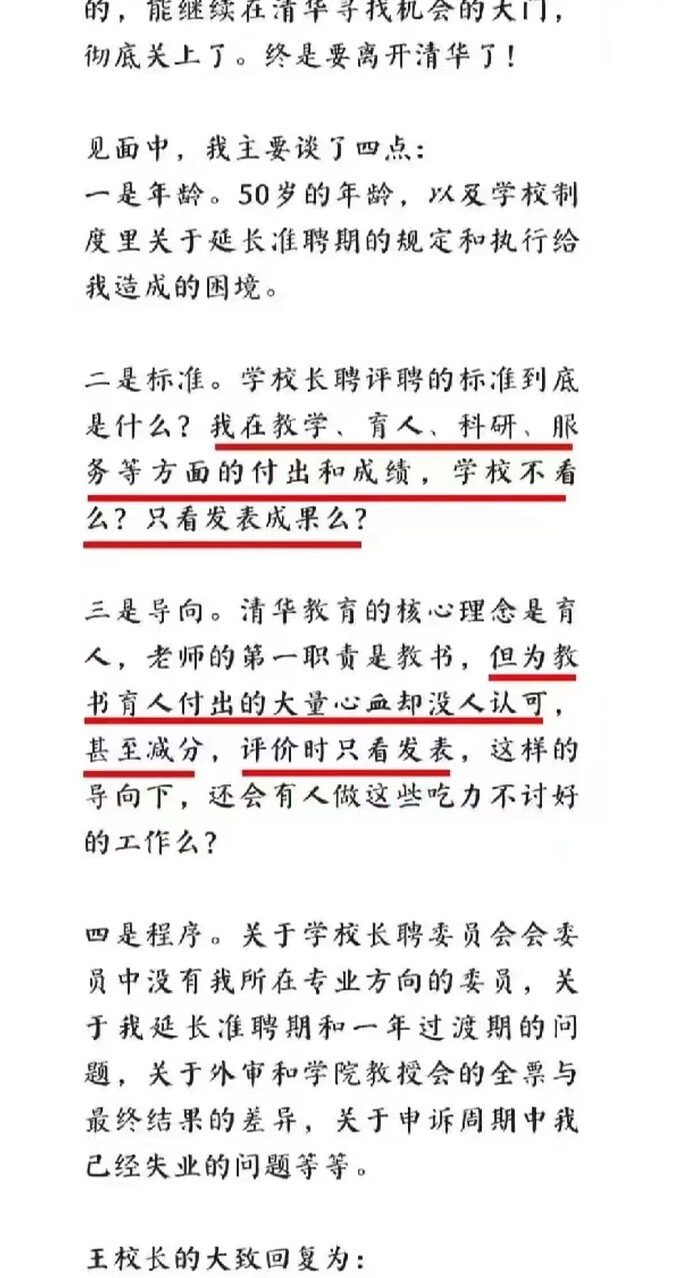 的，能继续在清华寻找机会的大门，
彻底关上了。终是要离开清华了！
见面中，我主要谈了四点：
一是年龄。50岁的年龄，以及学校制
度里关于延长准聘期的规定和执行给
我造成的困境。
二是标准。学校长聘评聘的标准到底
是什么？我在教学、育人、科研、服
务等方面的付出和成绩，学校不看
么？只看发表成果么？
三是导向。清华教育的核心理念是育
人，老师的第一职责是教书，但为教
书育人付出的大量心血却没人认可，
甚至减分，评价时只看发表，这样的
导向下，还会有人做这些吃力不讨好
的工作么？
四是程序。关于学校长聘委员会会委
员中没有我所在专业方向的委员，关
于我延长准聘期和一年过渡期的问
题，关于外审和学院教授会的全票与
最终结果的差异，关于申诉周期中我
已经失业的问题等等。
王校长的大致回复为：